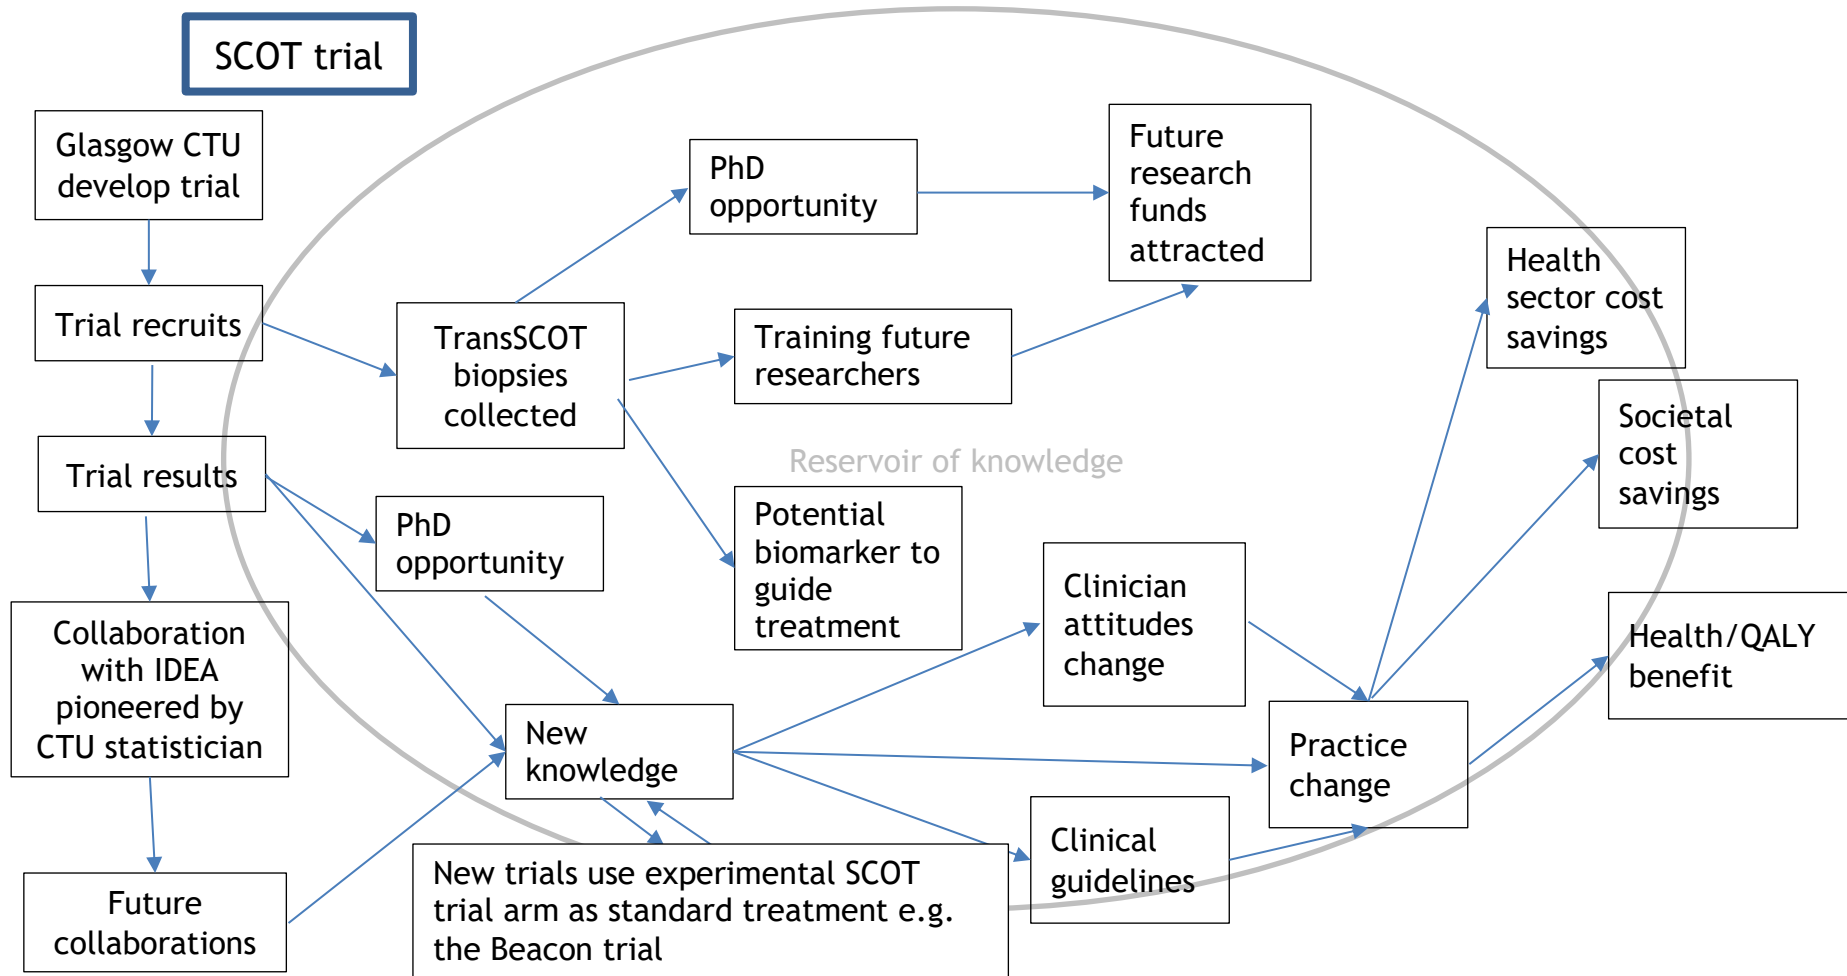 SCOT trial
Glasgow CTU
develop trial
PhD
opportunity
Future
research
funds
attracted
Health
sector cost
savings
Trial recruits
TransSCOT
biopsies
collected
Training future
researchers
Societal
cost
savings
Trial results
Reservoir of knowledge
PhD
opportunity
Potential
biomarker to
guide
treatment
Clinician
attitudes
change
Health/QALY
benefit
Collaboration
with IDEA
pioneered by
CTU statistician
New
knowledge
Practice
change
Clinical
guidelines
Future
collaborations
New trials use experimental SCOT
trial arm as standard treatment e.g.
the Beacon trial